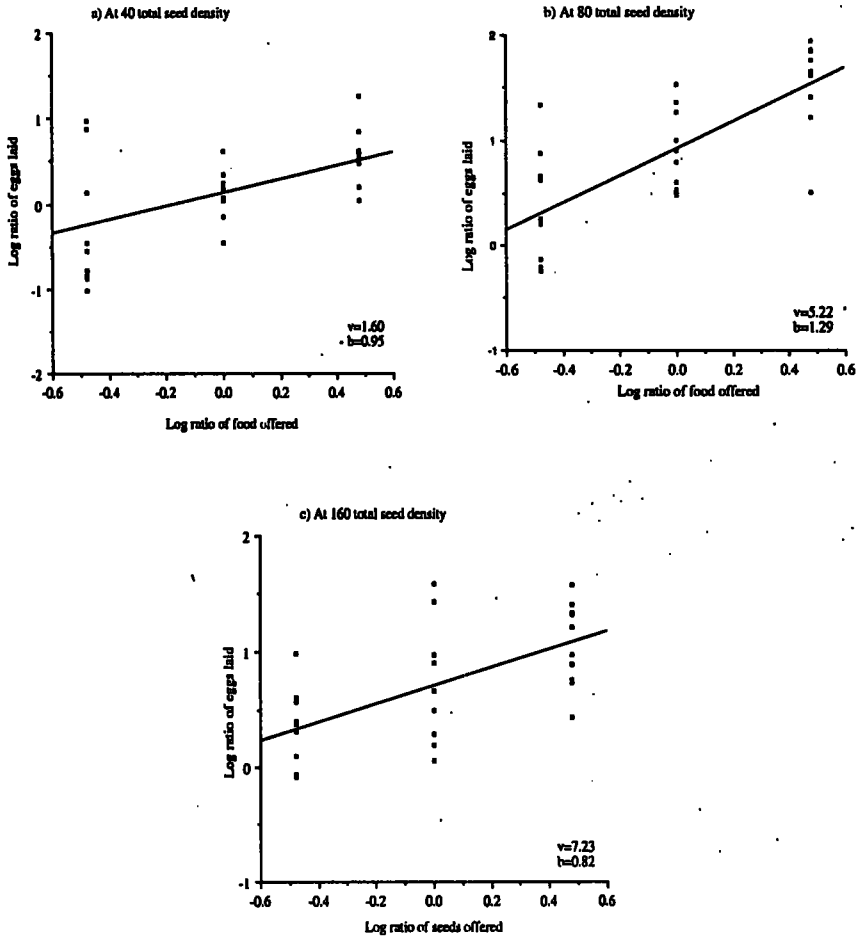 a) At 40 total seed density
2
1
0
-1
-2
Log ratio of eggs laid
v=1.60
b=0.95
-0.6 -0.4 -0.2 0.0 0.2 0.4 0.6
Log ratio of food offered
b) At 80 total seed density
2
1
0
-1
Log ratio of eggs laid
v=5.22
b=1.29
-0.6 -0.4 -0.2 0.0 0.2 0.4 0.6
Log ratio of food offered
c) At 160 total seed density
2
1
0
-1
Log ratio of eggs laid
v=7.23
b=0.82
-0.6 -0.4 -0.2 0.0 0.2 0.4 0.6
Log ratio of seeds offered